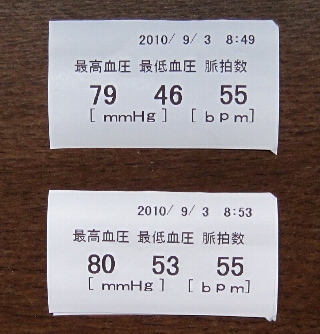 2010/ 9/ 3 8:49
最高血圧 最低血圧 脈拍数
79 46 55
[ mmHg ] [ bpm]
2010/ 9/ 3 8:53
最高血圧 最低血圧 脈拍数
80 53 55
[ mmHg ] [ bpm]